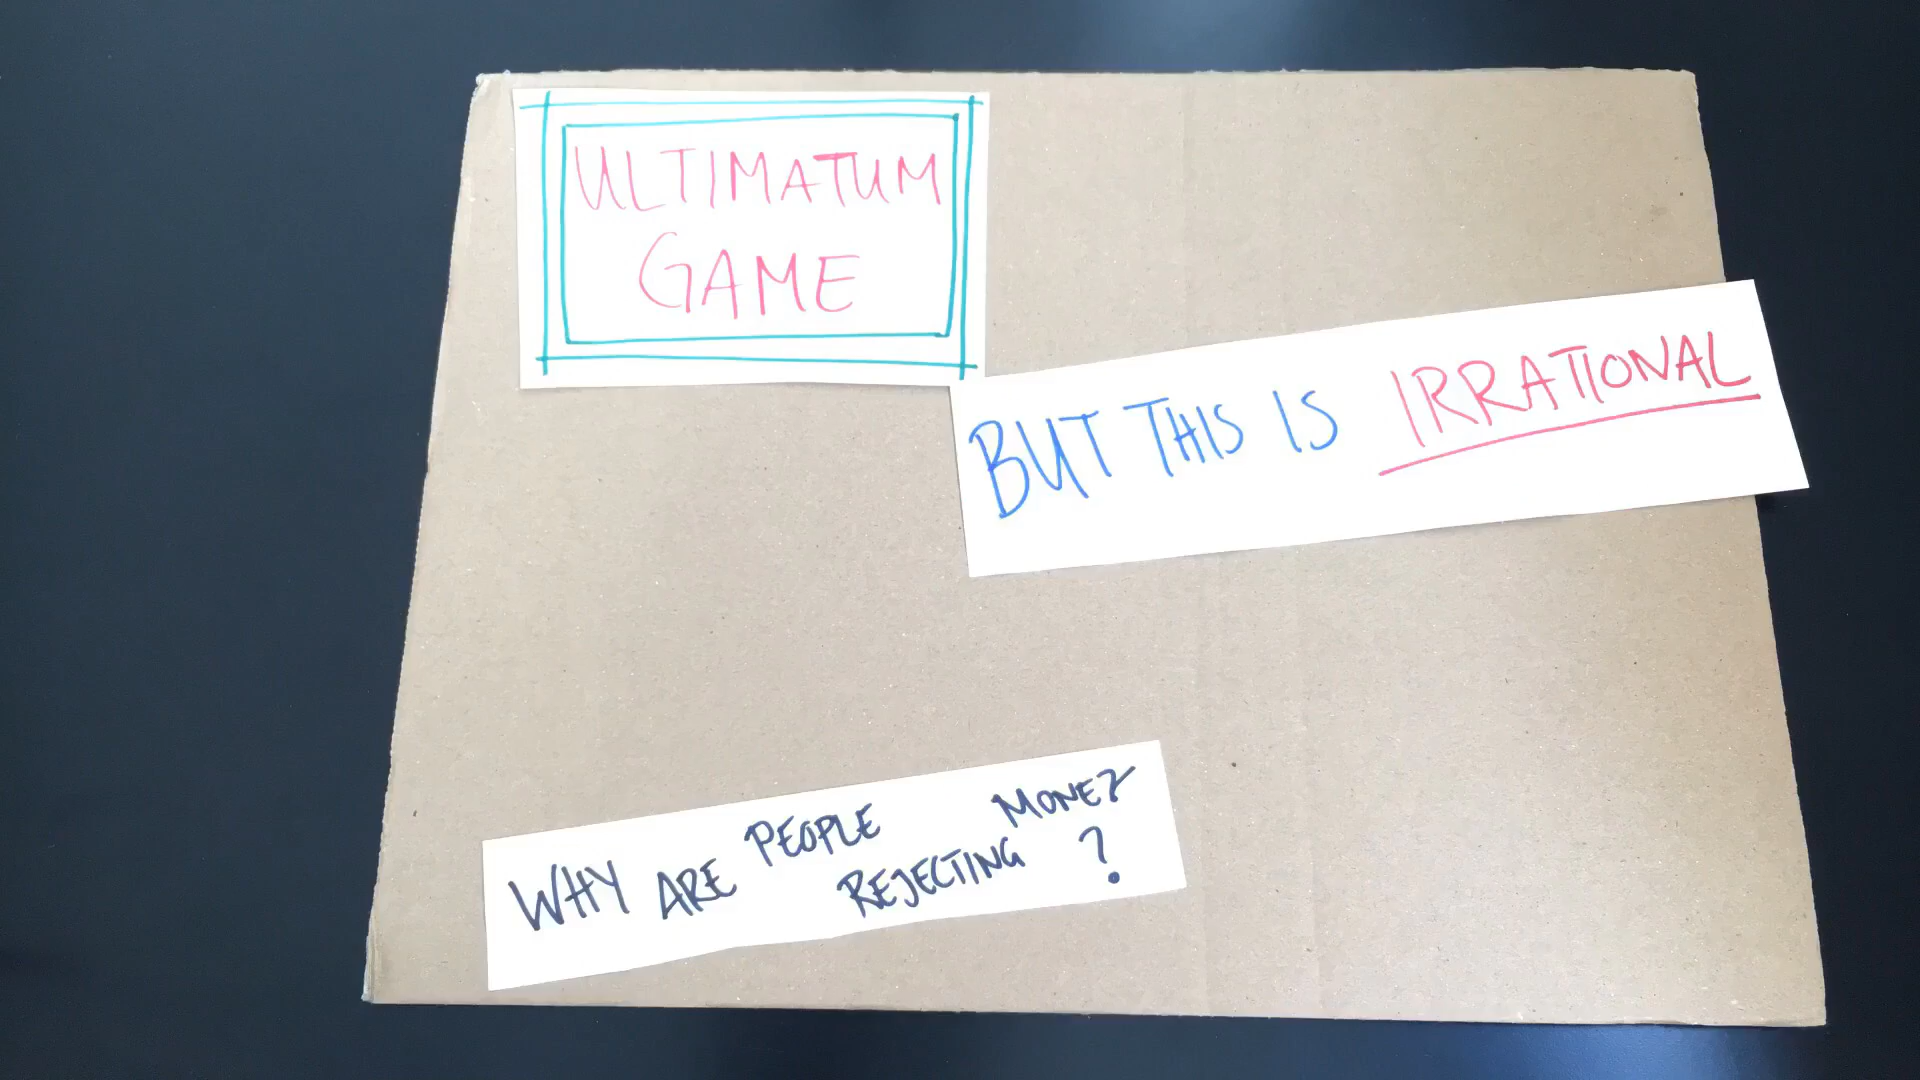 ULTIMATUM
GAME
BUT THIS IS IRRATIONAL
WHY ARE PEOPLE REJECTING MONEY?